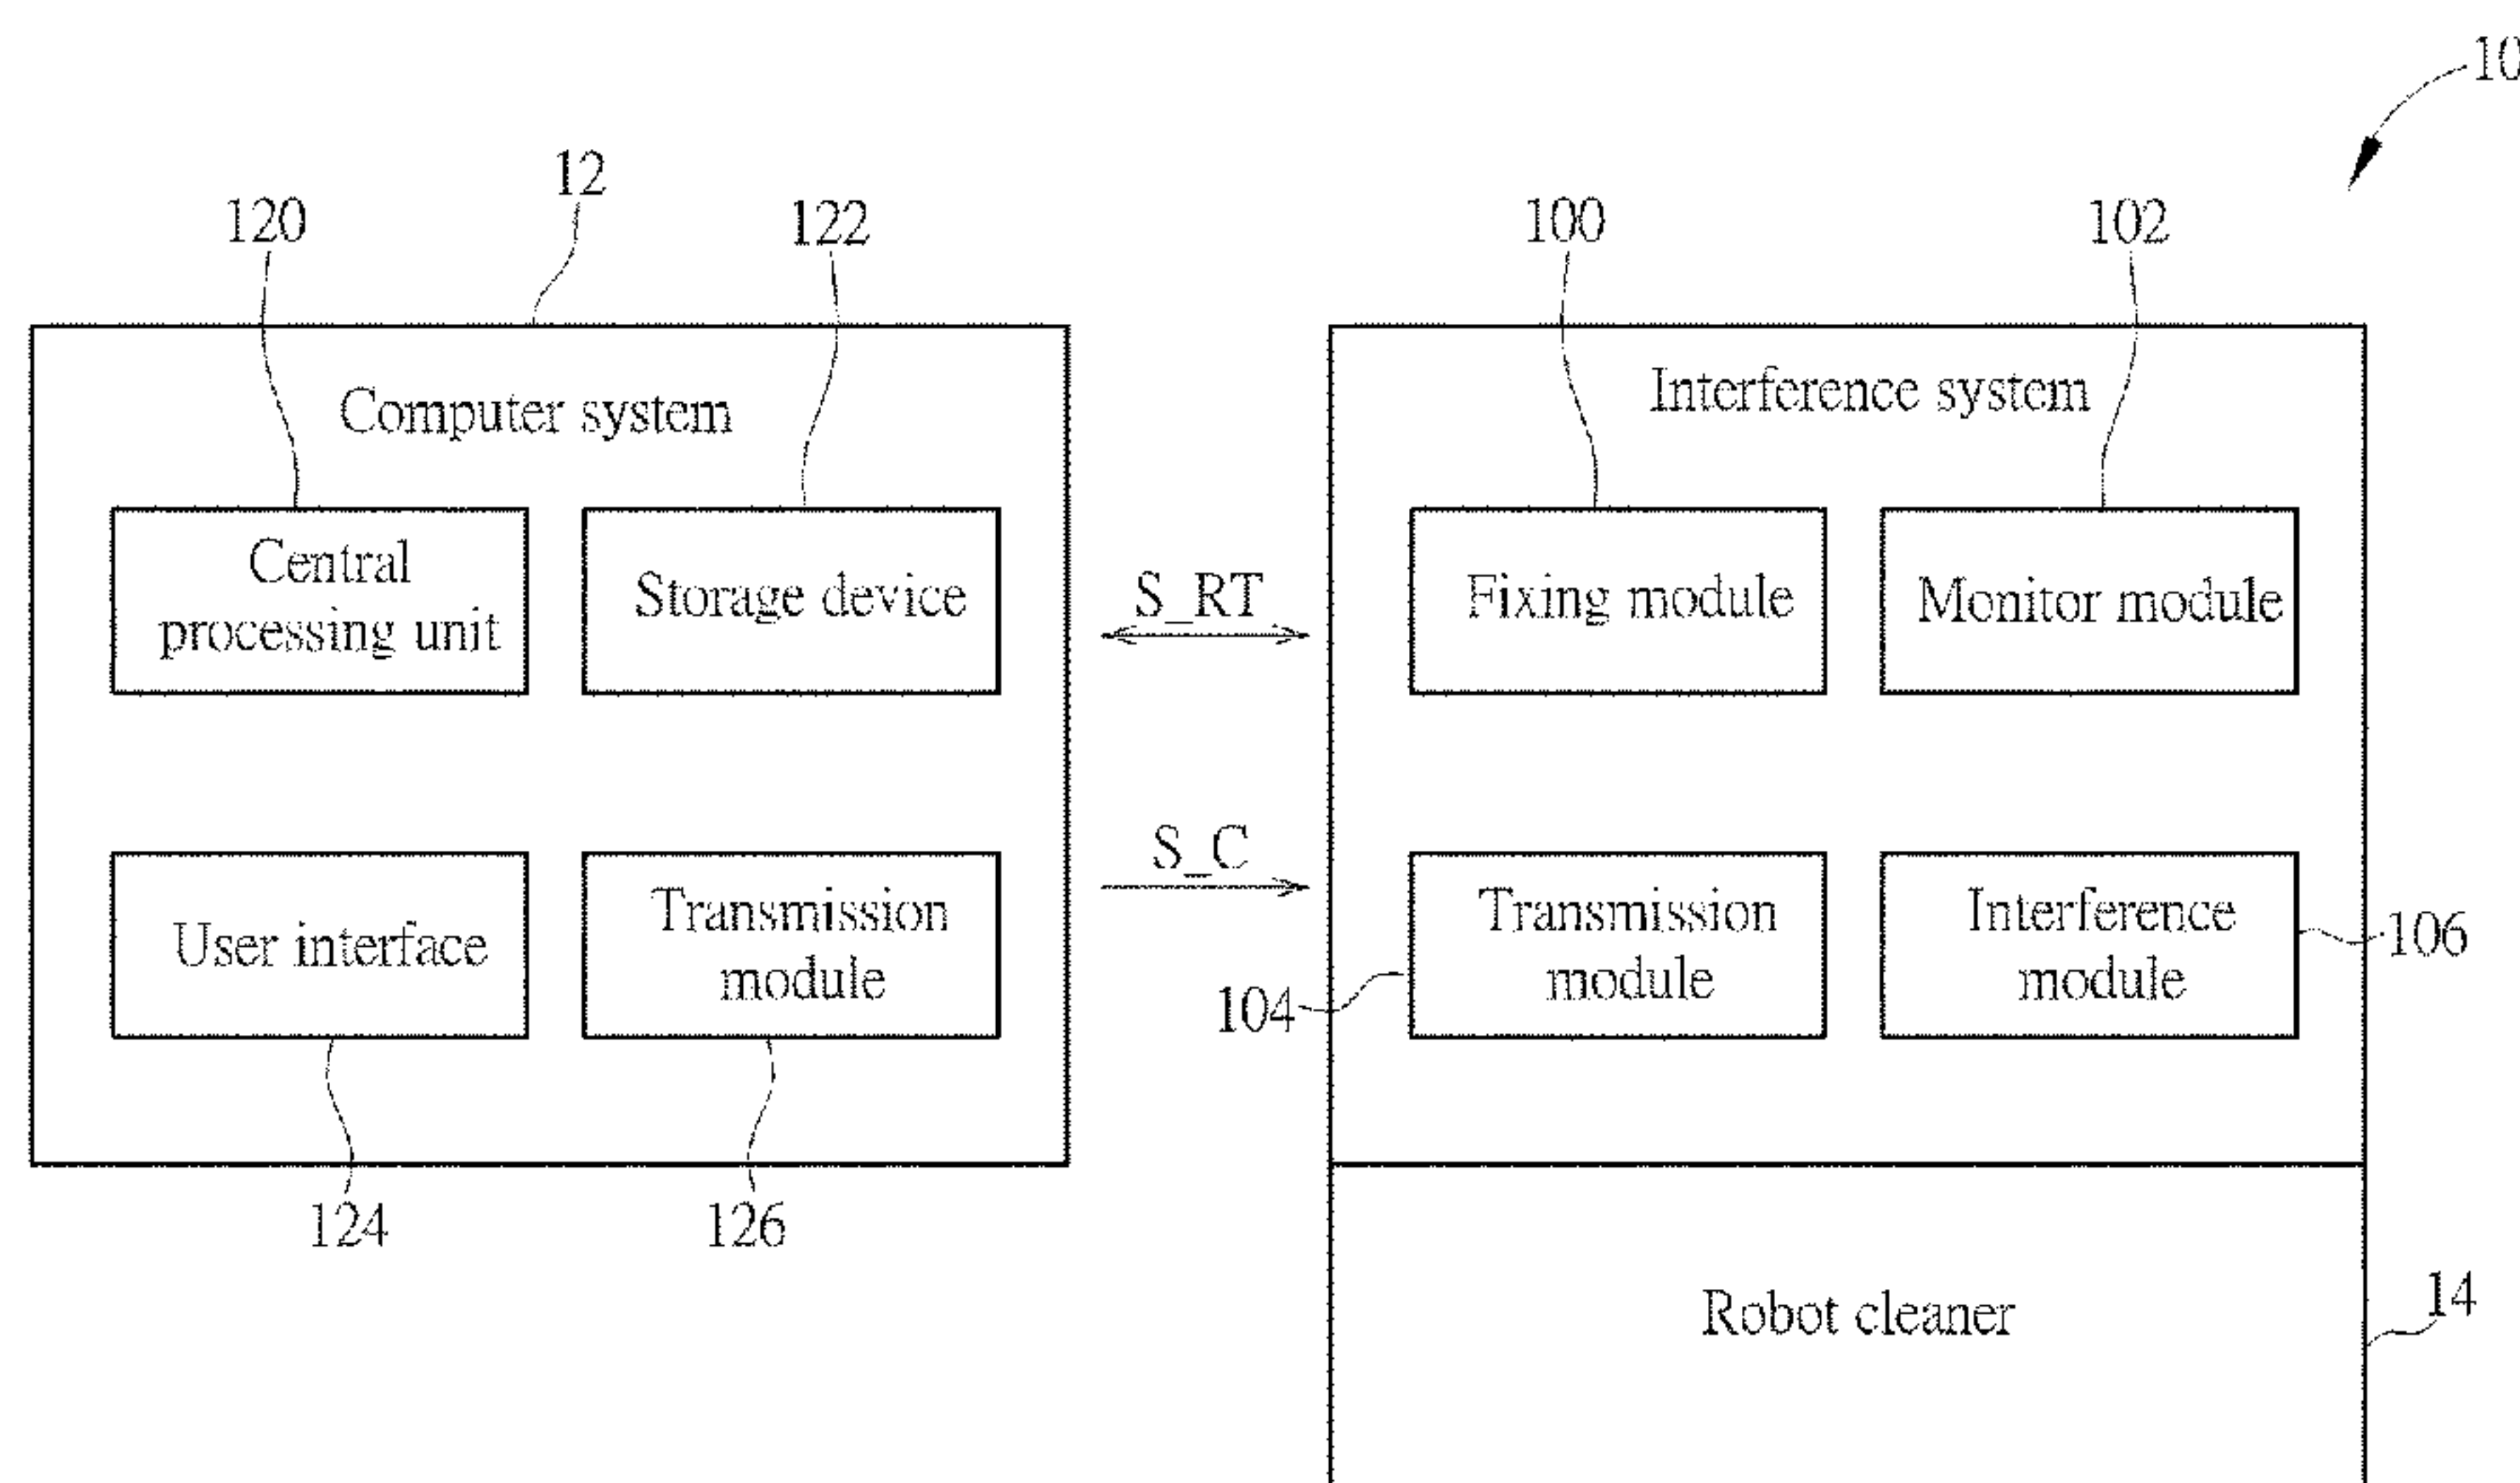 10
12
120
122
100
102
Computer system
Interference system
Central
processing unit
Storage device
S_RT
Fixing module
Monitor module
S_C
User interface
Transmission
module
Transmission
module
Interference
module
104
106
124
126
Robot cleaner
14